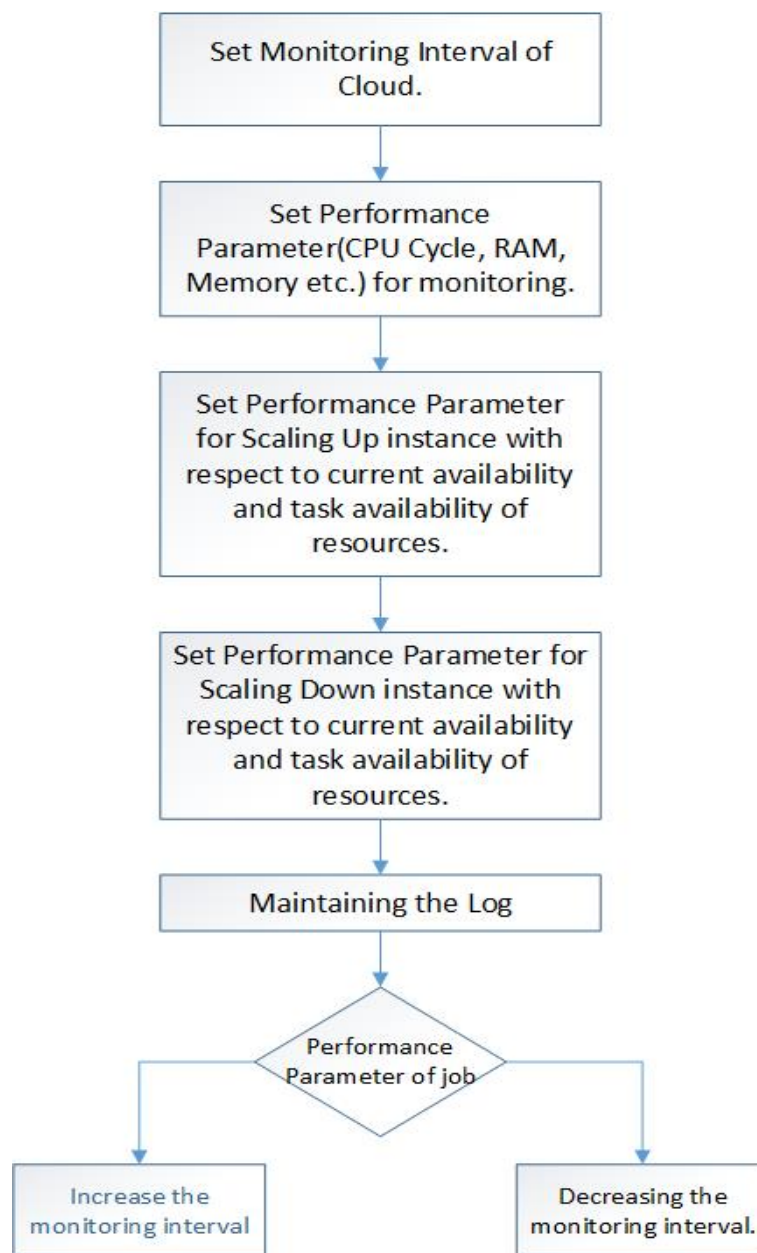 Set Monitoring Interval of
Cloud.
Set Performance
Parameter(CPU Cycle, RAM,
Memory etc.) for monitoring.
Set Performance Parameter
for Scaling Up instance with
respect to current availability
and task availability of
resources.
Set Performance Parameter for
Scaling Down instance with
respect to current availability
and task availability of
resources.
Maintaining the Log
Performance
Parameter of job
Increase the
monitoring interval
Decreasing the
monitoring interval.